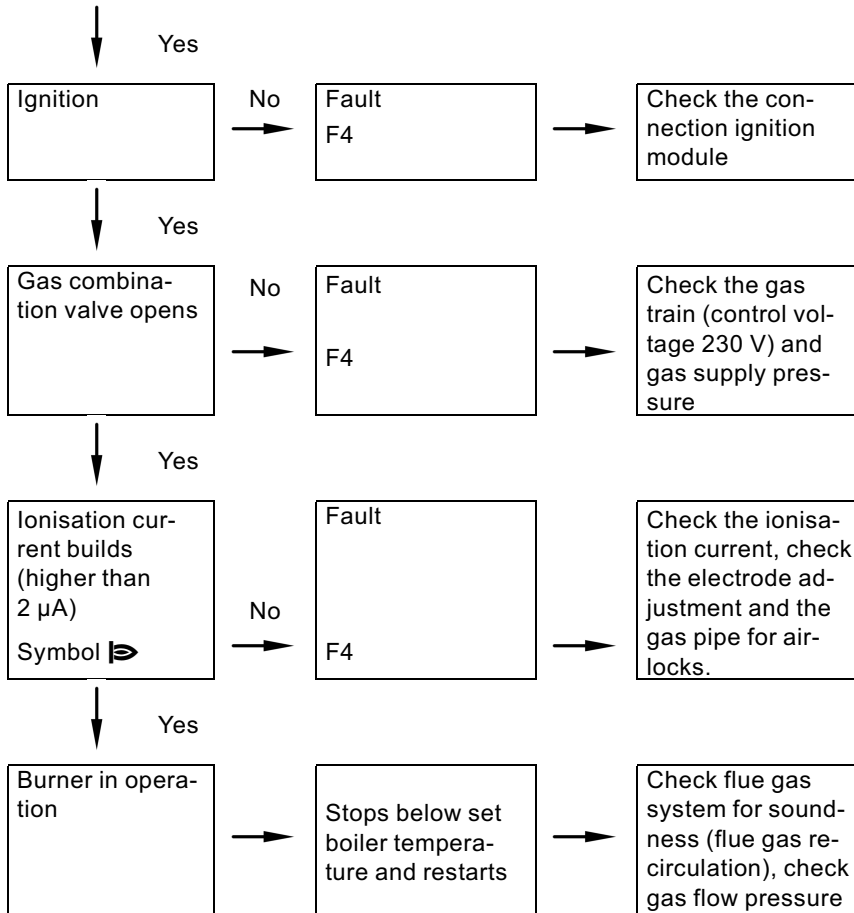 Yes
Ignition
No
Fault
F4
Check the con-
nection ignition
module
Yes
Gas combina-
tion valve opens
No
Fault
F4
Check the gas
train (control vol-
tage 230 V) and
gas supply pres-
sure
Yes
Ionisation cur-
rent builds
(higher than
2 µA)
Symbol
No
Fault
F4
Check the ionisa-
tion current, check
the electrode ad-
justment and the
gas pipe for air-
locks.
Yes
Burner in opera-
tion
Stops below set
boiler tempera-
ture and restarts
Check flue gas
system for sound-
ness (flue gas re-
circulation), check
gas flow pressure